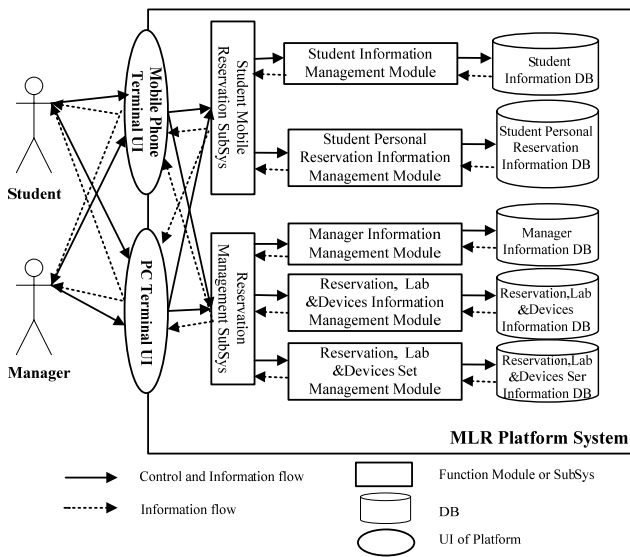 Student
Manager
Mobile Phone
Terminal UI
PC Terminal UI
Student Mobile
Reservation SubSys
Reservation
Management SubSys
Student Information
Management Module
Student
Information DB
Student Personal
Reservation Information
Management Module
Student Personal
Reservation
Information DB
Manager Information
Management Module
Manager
Information DB
Reservation, Lab
&Devices Information
Management Module
Reservation,Lab
&Devices
Information DB
Reservation, Lab
&Devices Set
Management Module
Reservation,Lab
&Devices Ser
Information DB
MLR Platform System
Control and Information flow
Function Module or SubSys
Information flow
DB
UI of Platform